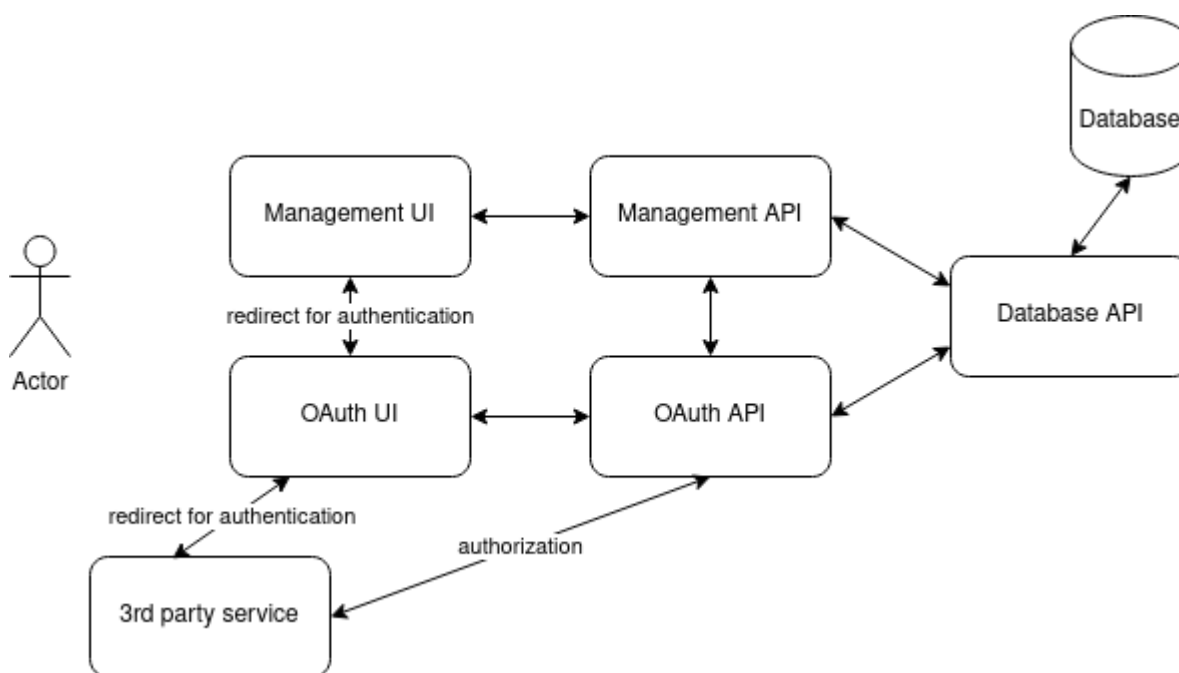 Database
Management UI
Management API
redirect for authentication
Database API
Actor
OAuth UI
OAuth API
redirect for authentication
authorization
3rd party service